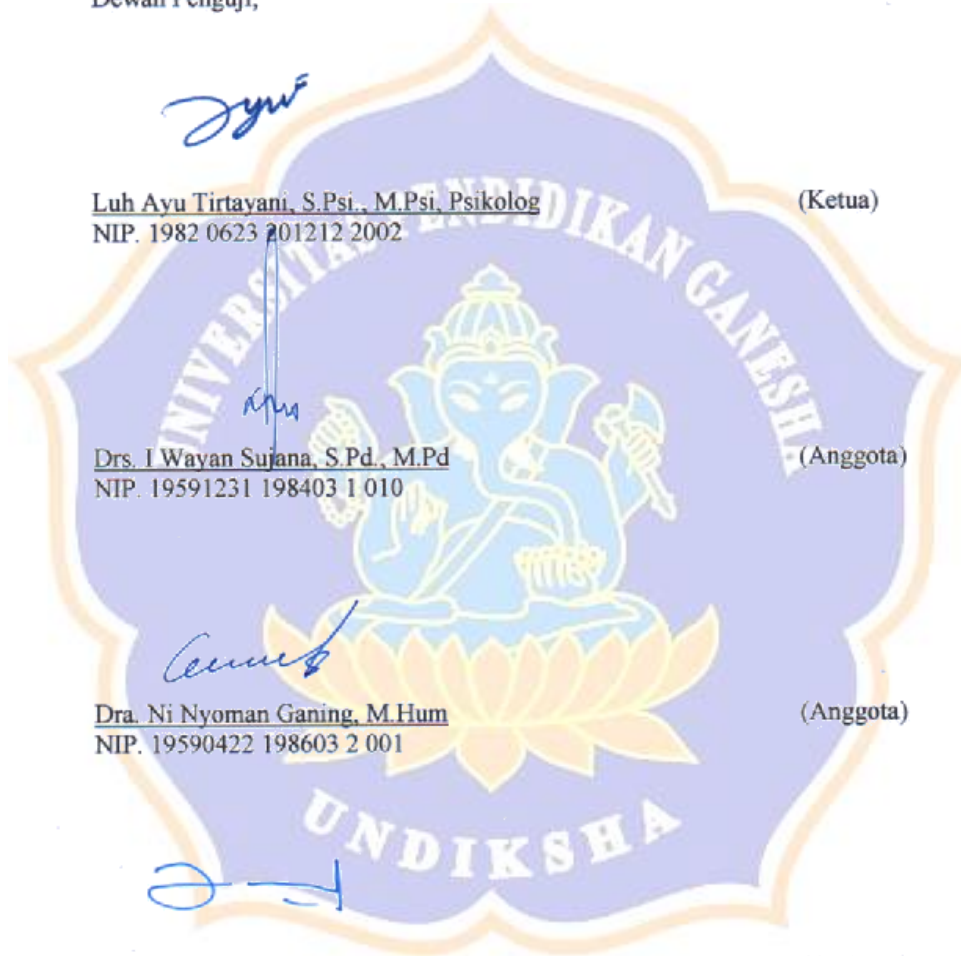 Dewan Penguji,
Luh Ayu Tirtayani, S.Psi., M.Psi, Psikolog (Ketua)
NIP. 1982 0623 201212 2002
UNIVERSITAS PENDIDIKAN GANESHA
Drs. I Wayan Sujana, S.Pd., M.Pd (Anggota)
NIP. 19591231 198403 1 010
Dra. Ni Nyoman Ganing, M.Hum (Anggota)
NIP. 19590422 198603 2 001
UNDIKSHA